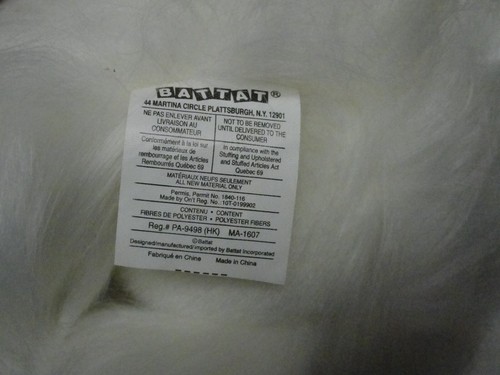 BATTAT®
44 MARTINA CIRCLE PLATTSBURGH, N.Y. 12901
NE PAS ENLEVER AVANT
LIVRAISON AU
CONSOMMATEUR
NOT TO BE REMOVED
UNTIL DELIVERED TO THE
CONSUMER
Conformément à la loi sur
les matériaux de
rembourrage et les Articles
Rembourrés Québec 69
In compliance with the
Stuffing and Upholstered
and Stuffed Articles Act
Quebec 69
MATÉRIAUX NEUFS SEULEMENT
ALL NEW MATERIAL ONLY
Permis. Permit No. 1840-116
Made by On't Reg. No. :10T-0199902
CONTENU • CONTENT
FIBRES DE POLYESTER • POLYESTER FIBERS
Reg.# PA-9498 (HK) MA-1607
©Battat
Designed/manufactured/imported by Battat Incorporated
Fabriqué en Chine Made in China